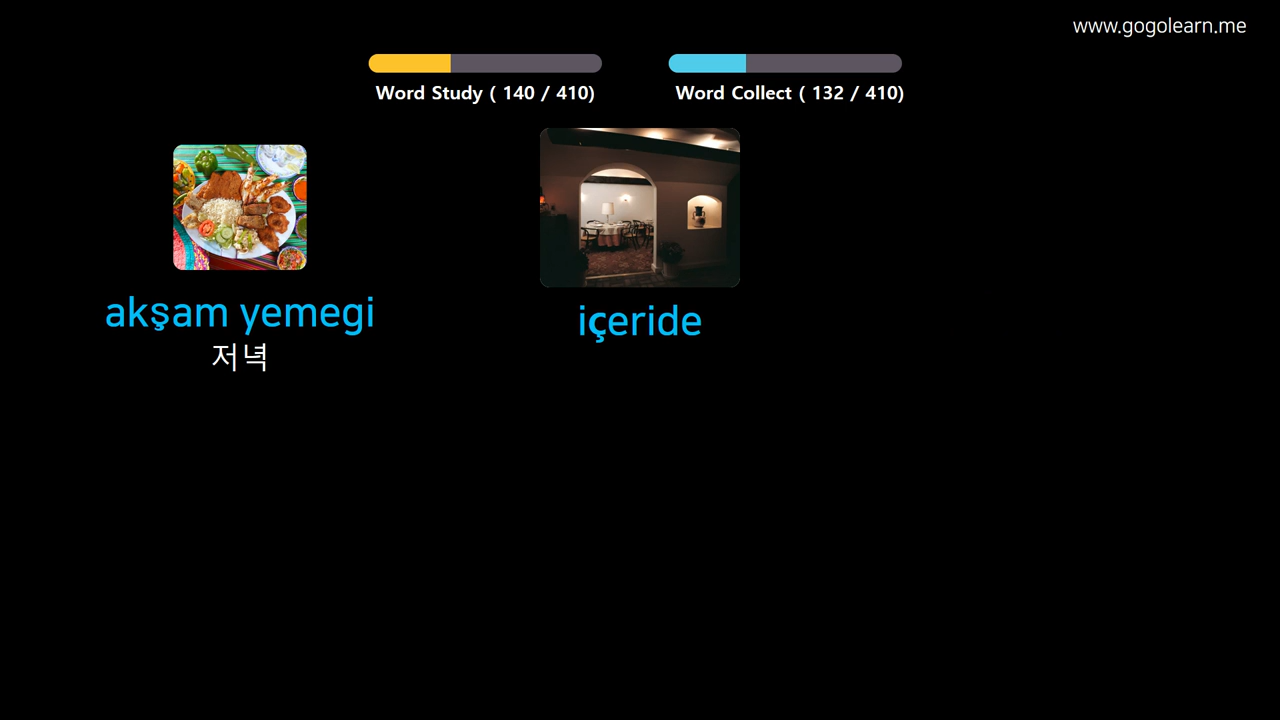 www.gogolearn.me
Word Study ( 140 / 410)
Word Collect ( 132 / 410)
akşam yemegi
저녁
içeride